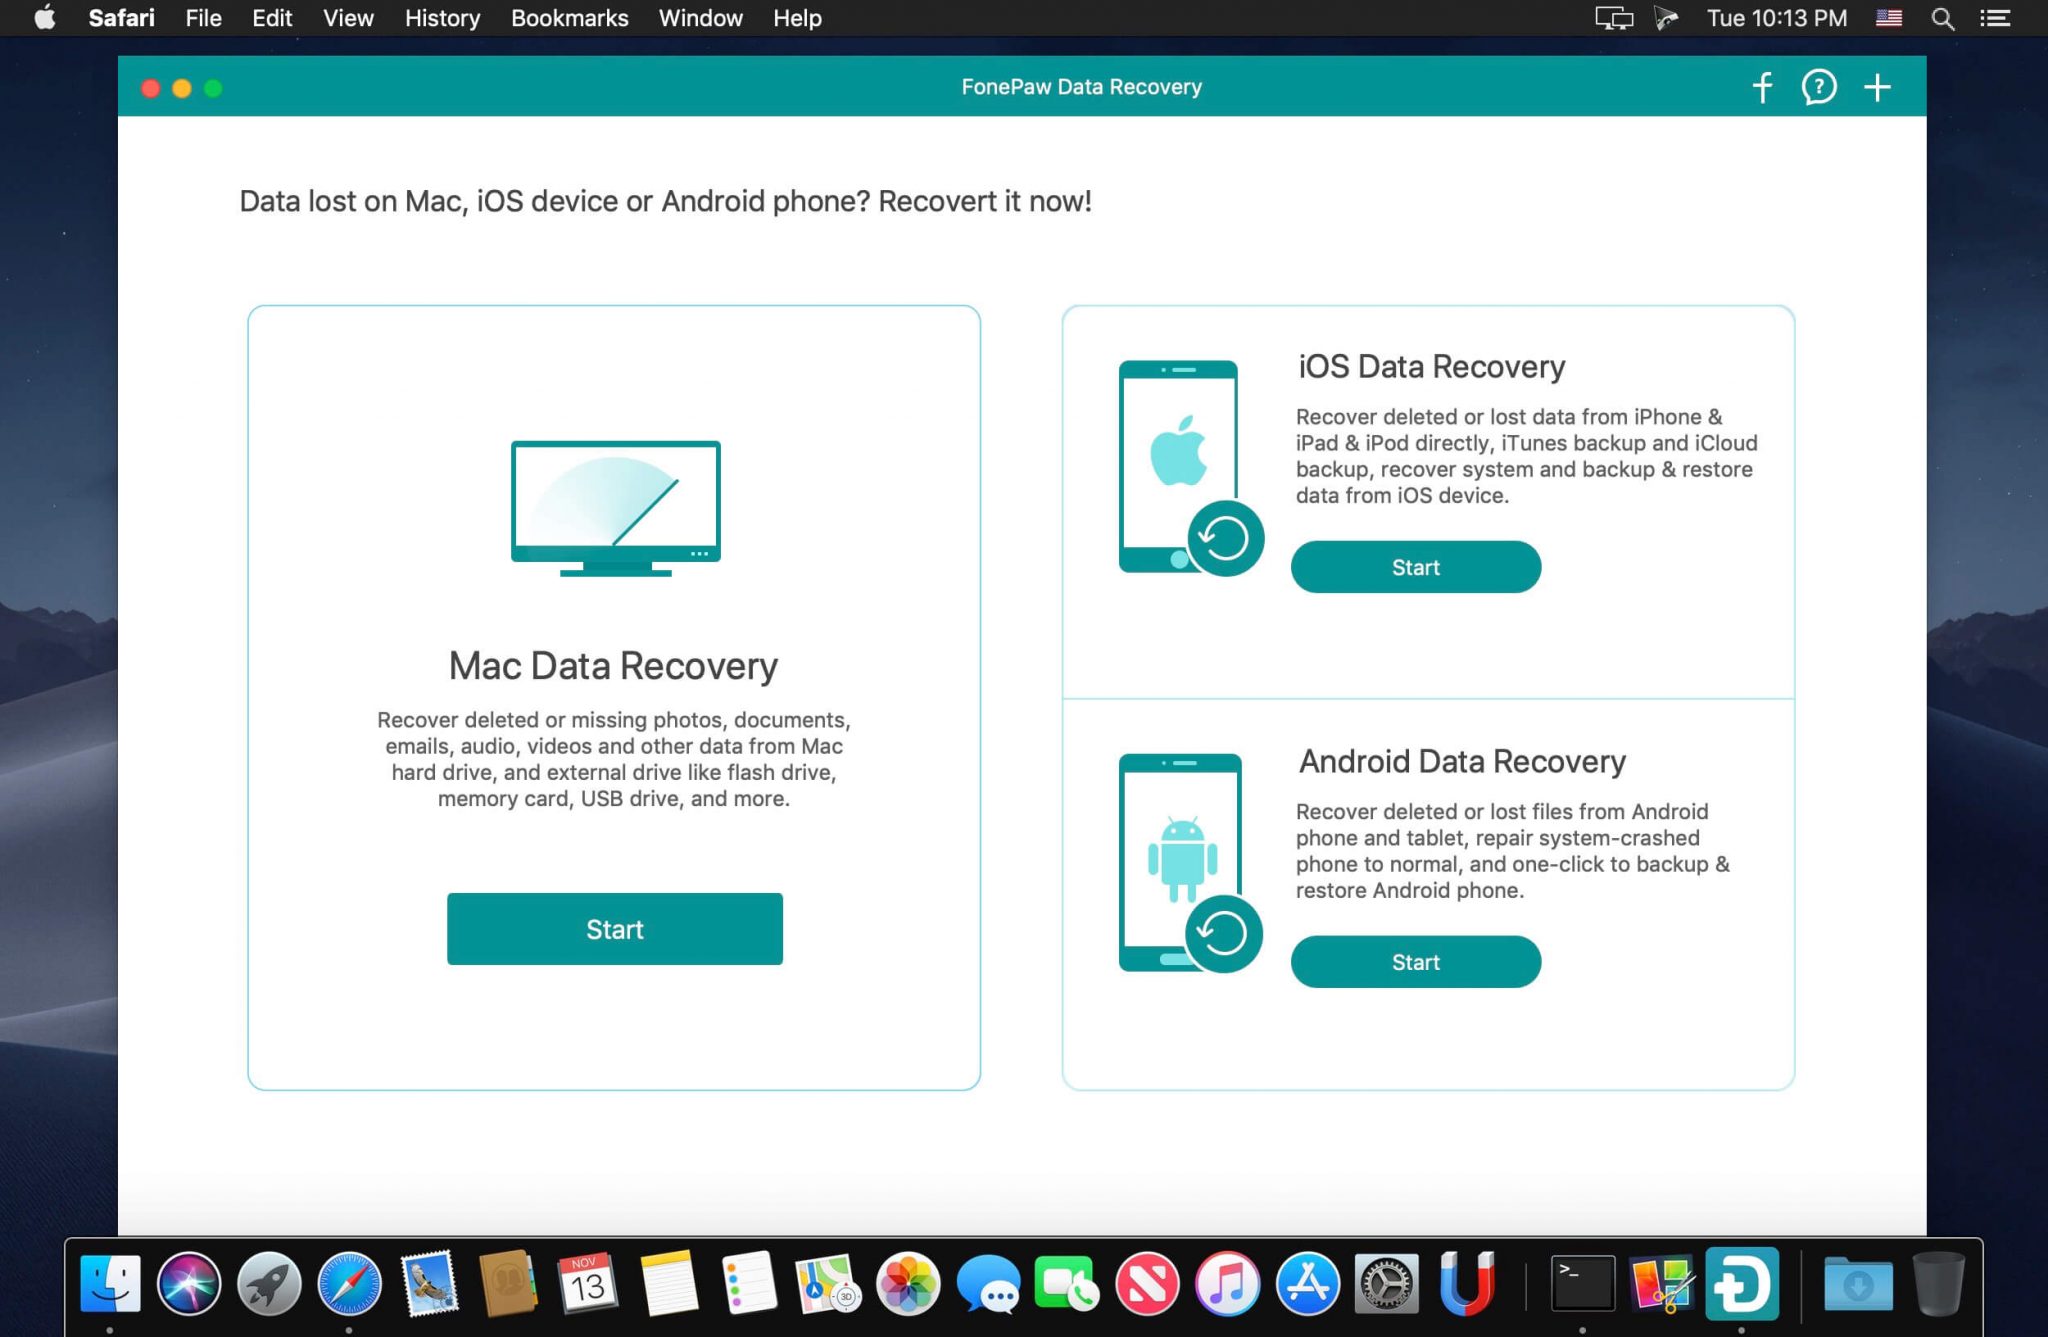 Safari File Edit View History Bookmarks Window Help Tue 10:13 PM
FonePaw Data Recovery
Data lost on Mac, iOS device or Android phone? Recovert it now!
Mac Data Recovery
Recover deleted or missing photos, documents,
emails, audio, videos and other data from Mac
hard drive, and external drive like flash drive,
memory card, USB drive, and more.
Start
iOS Data Recovery
Recover deleted or lost data from iPhone &
iPad & iPod directly, iTunes backup and iCloud
backup, recover system and backup & restore
data from iOS device.
Start
Android Data Recovery
Recover deleted or lost files from Android
phone and tablet, repair system-crashed
phone to normal, and one-click to backup &
restore Android phone.
Start
NOV
13
3D
>_